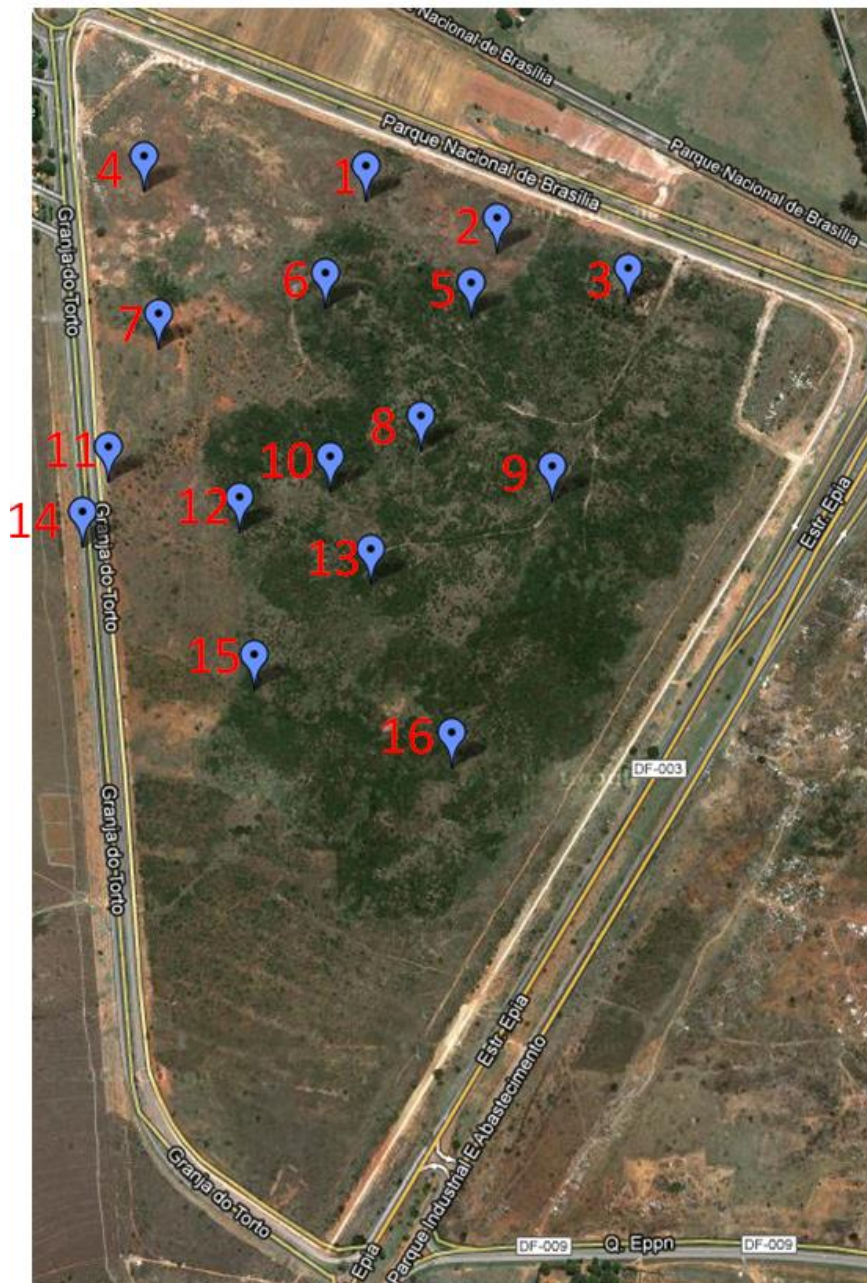 que Nacional de Brasília
Parque Nacional de Brasília
Parque Nacional de Brasília
4
1
2
Granja do Torto
6
5
3
7
8
11
10
9
12
14
Granja do Torto
Estr. Epia
13
15
16
DF-003
Granja do Torto
Estr. Epia
Parque Industrial E Abastecimento
Granja do Torto
Epia
DF-009
Q. Eppn
DF-009